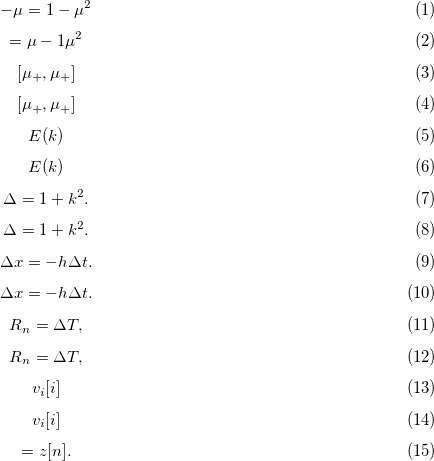 −μ = 1 − μ² (1)
= μ − 1μ² (2)
[μ₊, μ₊] (3)
[μ₊, μ₊] (4)
E(k) (5)
E(k) (6)
Δ = 1 + k². (7)
Δ = 1 + k². (8)
Δx = −hΔt. (9)
Δx = −hΔt. (10)
Rₙ = ΔT, (11)
Rₙ = ΔT, (12)
vᵢ[i] (13)
vᵢ[i] (14)
= z[n]. (15)